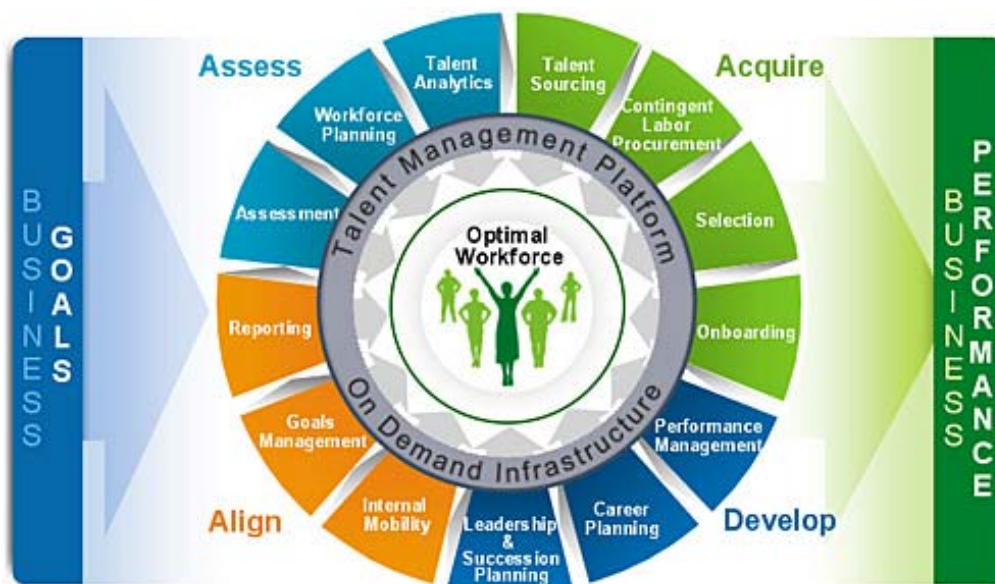 BUSINESS
GOALS
Assess
Talent
Analytics
Workforce
Planning
Assessment
Talent
Sourcing
Contingent
Labor
Procurement
Selection
Onboarding
Acquire
Talent Management Platform
Optimal
Workforce
On Demand Infrastructure
Reporting
Goals
Management
Internal
Mobility
Align
Leadership
&
Succession
Planning
Career
Planning
Performance
Management
Develop
BUSINESS
PERFORMANCE